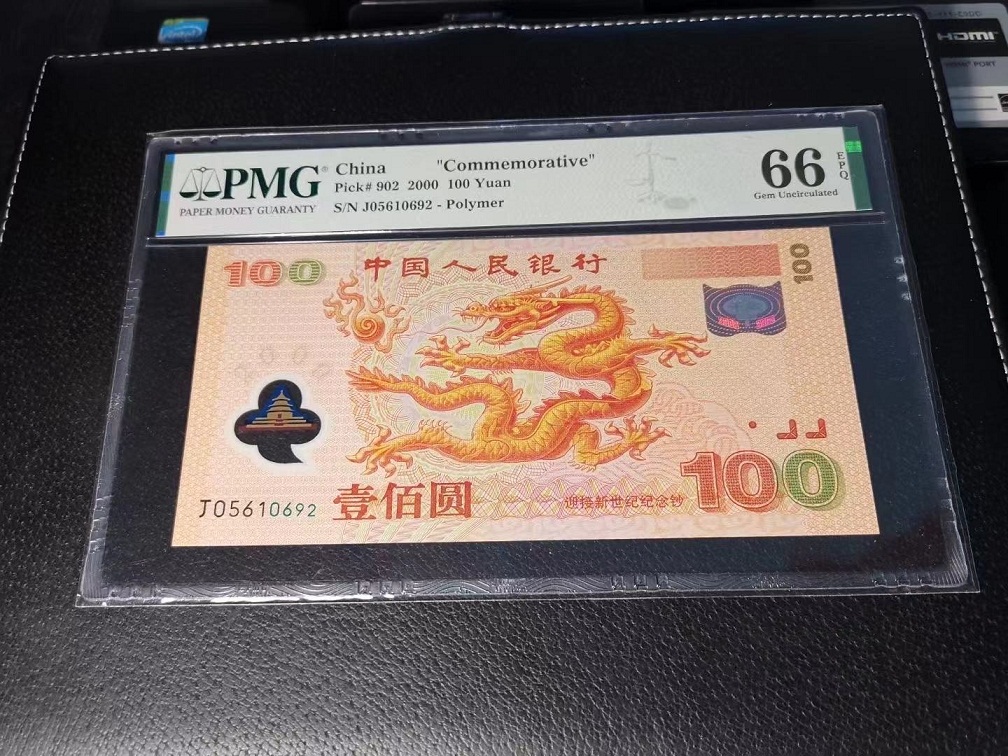 HDMI
PORT
PMG
PAPER MONEY GUARANTY
China "Commemorative"
Pick# 902 2000 100 Yuan
S/N J05610692 - Polymer
66 EPQ
Gem Uncirculated
100 中国人民银行 100
J05610692 壹佰圆 迎接新世纪纪念钞 100